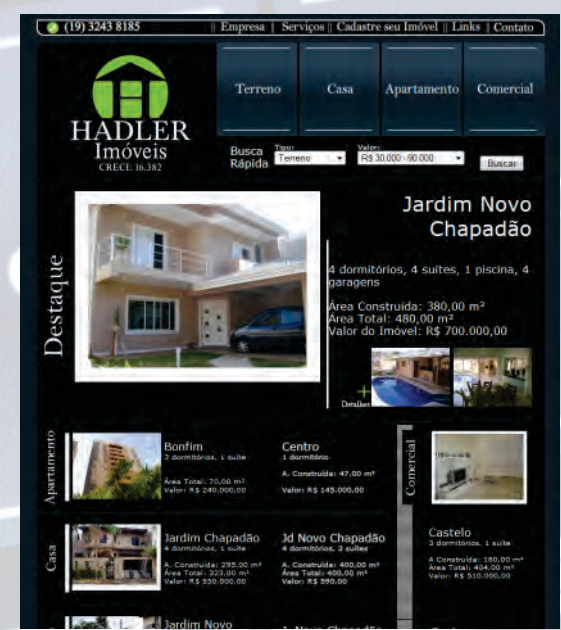 (19) 3243 8185 || Empresa | Serviços || Cadastre seu Imóvel || Links | Contato
HADLER
Imóveis
CRECI: 16.382
Terreno Casa Apartamento Comercial
Busca
Rápida
Tipo:
Terreno
Valor:
R$ 30.000 - 90.000
Buscar
Destaque
Jardim Novo
Chapadão
4 dormitórios, 4 suítes, 1 piscina, 4
garagens
Área Construída: 380,00 m²
Área Total: 480,00 m²
Valor do Imóvel: R$ 700.000,00
+
Detalhes
Apartamento
Bonfim
3 dormitórios, 1 suíte
Área Total: 70,00 m²
Valor: R$ 240.000,00
Centro
1 dormitório
A. Construída: 47,00 m²
Valor: R$ 145.000,00
Comercial
Castelo
3 dormitórios, 1 suíte
A Construída: 180,00 m²
Área Total: 404,00 m²
Valor: R$ 510.000,00
Casa
Jardim Chapadão
4 dormitórios, 1 suíte
A. Construída: 295,00 m²
Área Total: 323,00 m²
Valor: R$ 530.000,00
Jd Novo Chapadão
4 dormitórios, 3 suítes
A. Construída: 400,00 m²
Área Total: 400,00 m²
Valor: R$ 590,00
Jardim Novo